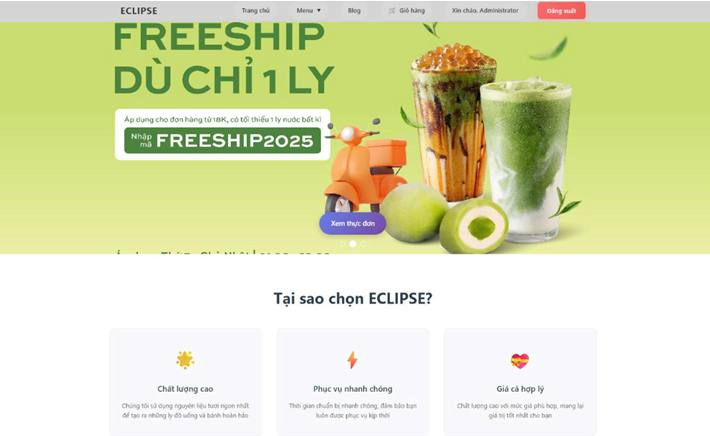 ECLIPSE
Trang chủ
Menu ▼
Blog
Giỏ hàng
Xin chào, Administrator
Đăng xuất
FREESHIP
DÙ CHỈ 1 LY
Áp dụng cho đơn hàng từ 18K, có tối thiểu 1 ly nước bất kì
Nhập mã FREESHIP2025
Xem thực đơn
Tại sao chọn ECLIPSE?
Chất lượng cao
Chúng tôi sử dụng nguyên liệu tươi ngon nhất
để tạo ra những ly đồ uống và bánh hoàn hảo
Phục vụ nhanh chóng
Thời gian chuẩn bị nhanh chóng, đảm bảo bạn
luôn được phục vụ kịp thời
Giá cả hợp lý
Chất lượng cao với mức giá phù hợp, mang lại
giá trị tốt nhất cho bạn